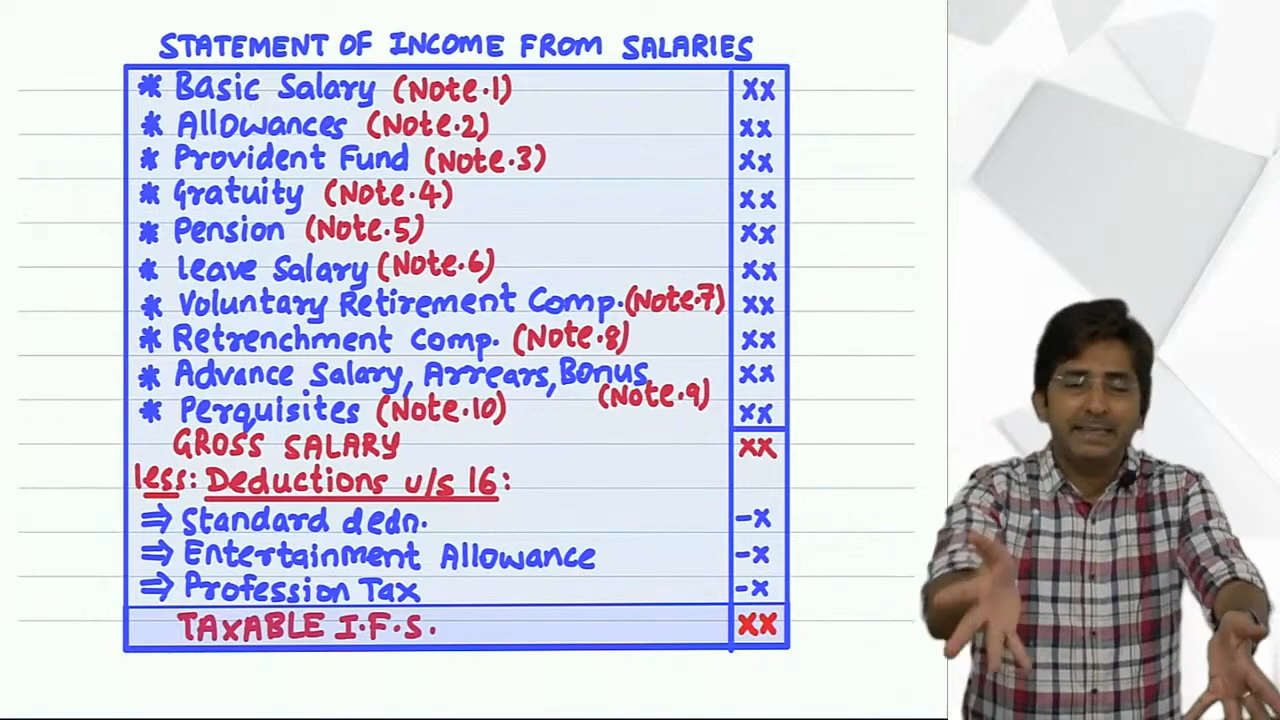 STATEMENT OF INCOME FROM SALARIES
* Basic Salary (Note.1) xx
* Allowances (Note.2) xx
* Provident Fund (Note.3) xx
* Gratuity (Note.4) xx
* Pension (Note.5) xx
* Leave Salary (Note.6) xx
* Voluntary Retirement Comp. (Note.7) xx
* Retrenchment Comp. (Note.8) xx
* Advance Salary, Arrears, Bonus xx
(Note.9)
* Perquisites (Note.10) xx
GROSS SALARY xx
less: Deductions u/s 16:
⇒ Standard dedn. -x
⇒ Entertainment Allowance -x
⇒ Profession Tax -x
TAXABLE I.F.S. xx